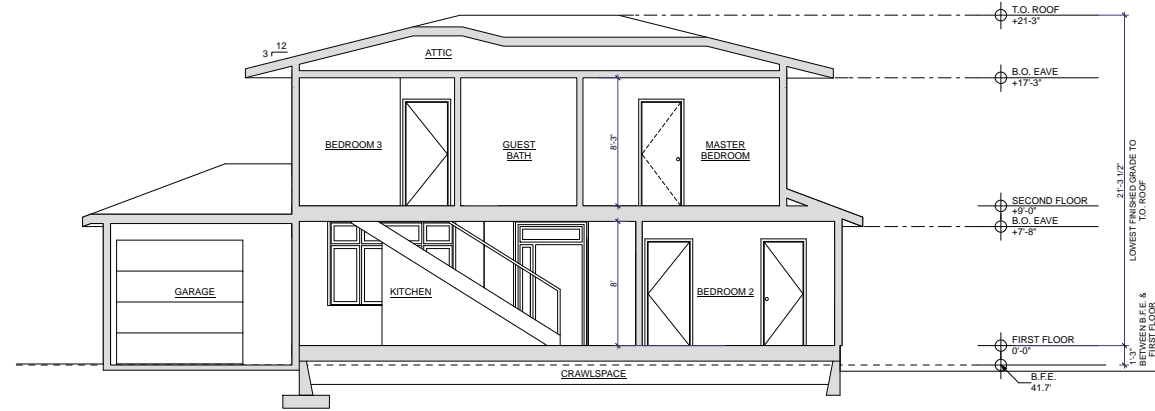 T.O. ROOF
+21'-3"
12
3
ATTIC
B.O. EAVE
+17'-3"
BEDROOM 3
GUEST
BATH
8'-3"
MASTER
BEDROOM
SECOND FLOOR
+9'-0"
B.O. EAVE
+7'-8"
21'-3 1/2"
LOWEST FINISHED GRADE TO
T.O. ROOF
GARAGE
KITCHEN
8'
BEDROOM 2
FIRST FLOOR
0'-0"
1'-3"
BETWEEN B.F.E. &
FIRST FLOOR
CRAWLSPACE
B.F.E.
41.7'